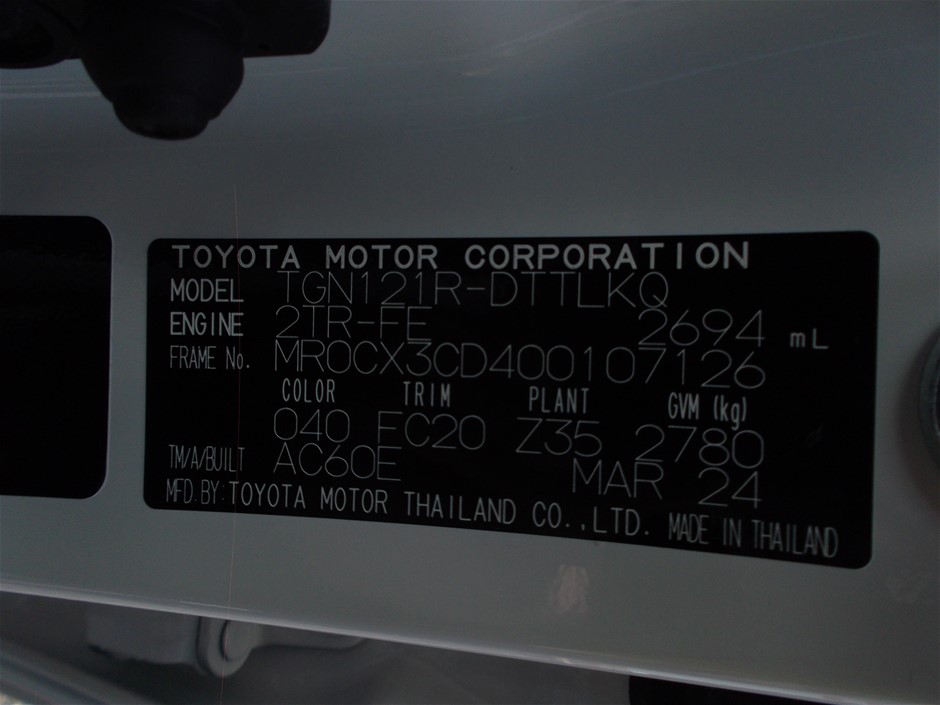 TOYOTA MOTOR CORPORATION
MODEL TGN121R-DTTLKQ
ENGINE 2TR-FE 2694 mL
FRAME No. MR0CX3CD400107126
COLOR TRIM PLANT GVM (kg)
040 FC20 Z35 2780
TM/A/BUILT AC60E MAR 24
MFD. BY: TOYOTA MOTOR THAILAND CO.,LTD. MADE IN THAILAND